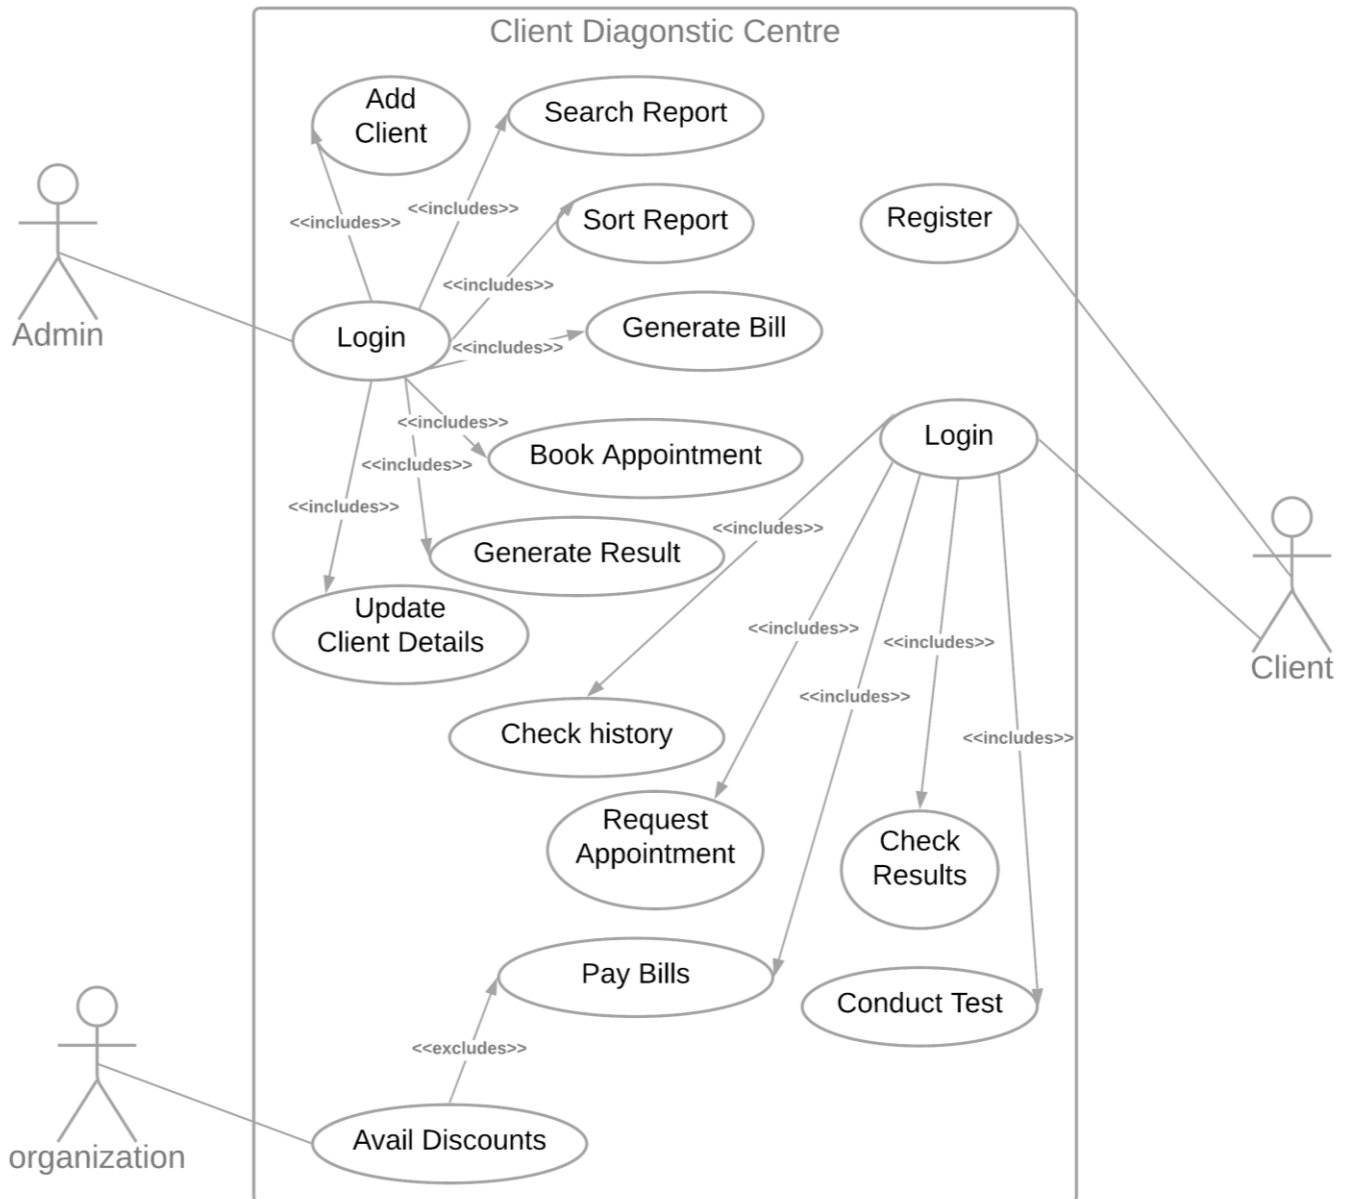 Client Diagonstic Centre
Add
Client
Search Report
<<includes>>
<<includes>>
Sort Report
Register
<<includes>>
Admin
Login
Generate Bill
<<includes>>
<<includes>>
Book Appointment
Login
<<includes>>
<<includes>>
<<includes>>
Generate Result
Update
Client Details
<<includes>>
<<includes>>
Client
<<includes>>
Check history
<<includes>>
Request
Appointment
Check
Results
Pay Bills
Conduct Test
<<excludes>>
organization
Avail Discounts